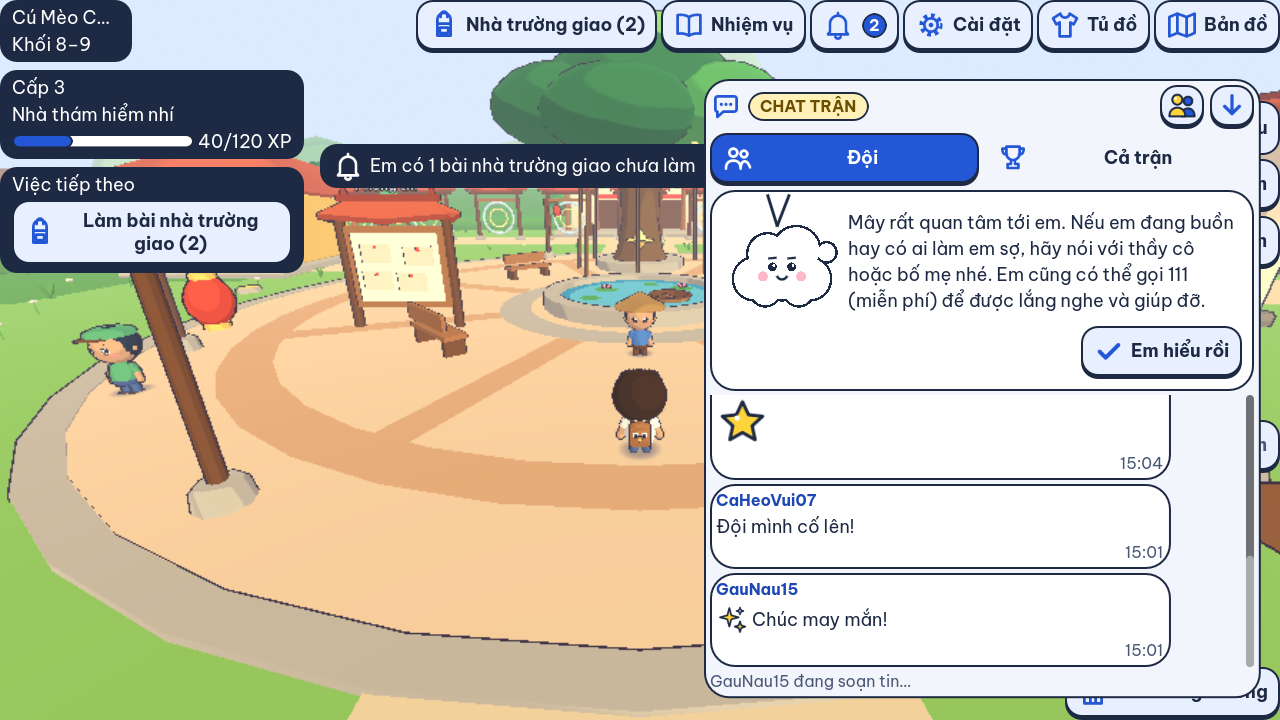 Cú Mèo C...
Khối 8–9
Nhà trường giao (2)
Nhiệm vụ
2
Cài đặt
Tủ đồ
Bản đồ
Cấp 3
Nhà thám hiểm nhí
40/120 XP
Việc tiếp theo
Làm bài nhà trường
giao (2)
Em có 1 bài nhà trường giao chưa làm
CHAT TRẬN
Đội
Cả trận
Mây rất quan tâm tới em. Nếu em đang buồn
hay có ai làm em sợ, hãy nói với thầy cô
hoặc bố mẹ nhé. Em cũng có thể gọi 111
(miễn phí) để được lắng nghe và giúp đỡ.
Em hiểu rồi
15:04
CaHeoVui07
Đội mình cố lên!
15:01
GauNau15
Chúc may mắn!
15:01
GauNau15 đang soạn tin...